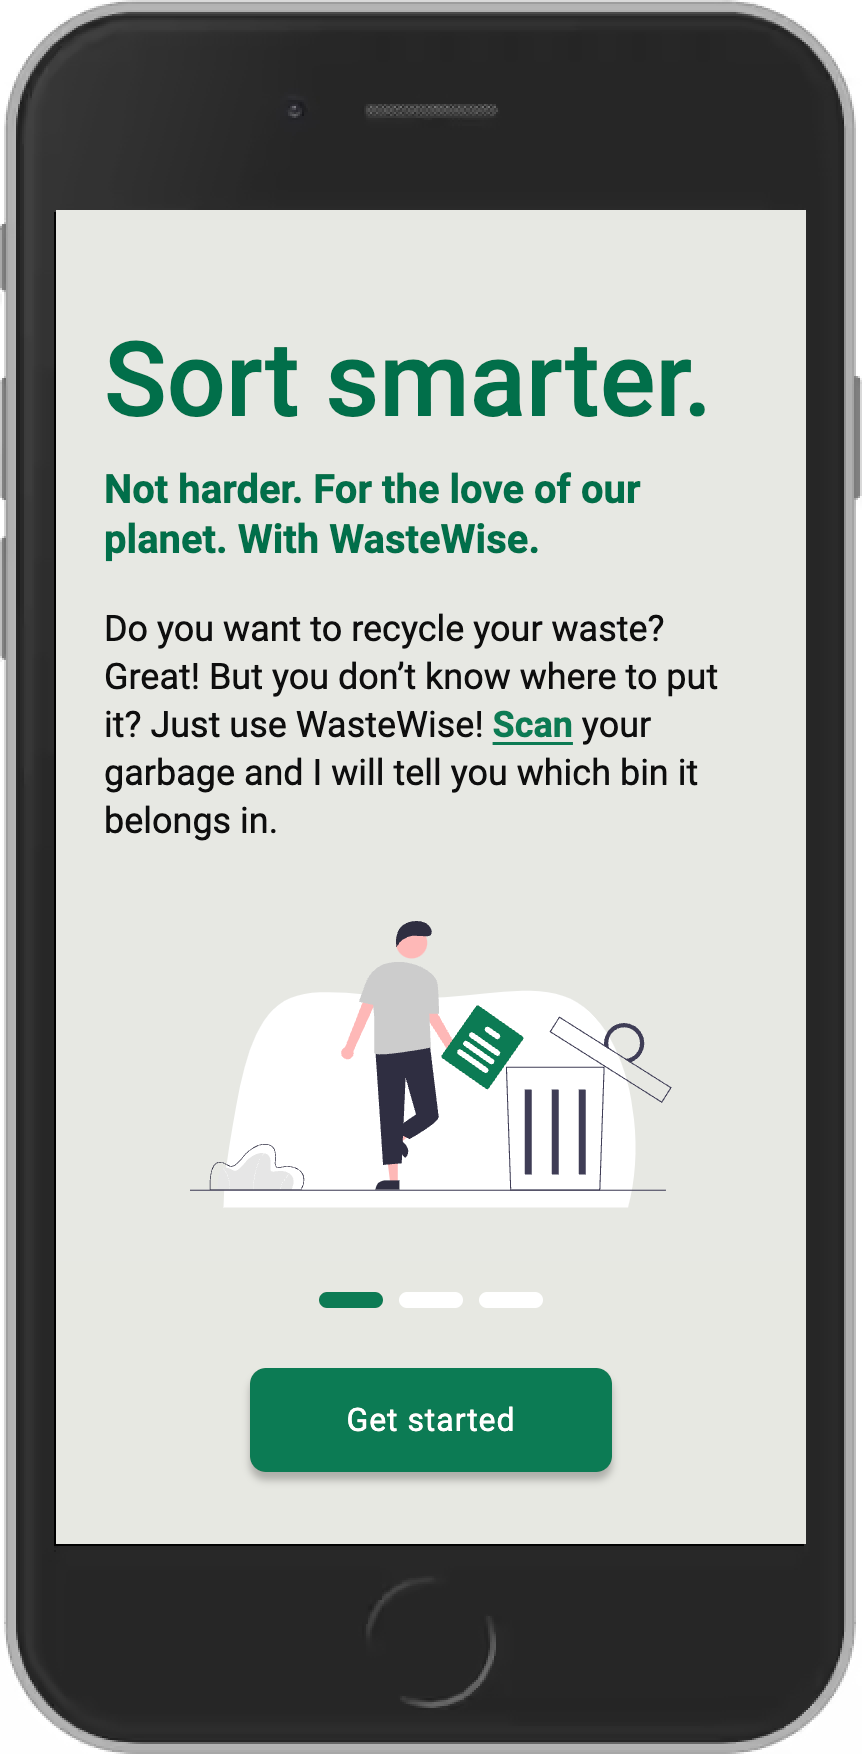 Sort smarter.
Not harder. For the love of our
planet. With WasteWise.
Do you want to recycle your waste?
Great! But you don’t know where to put
it? Just use WasteWise! Scan your
garbage and I will tell you which bin it
belongs in.
Get started